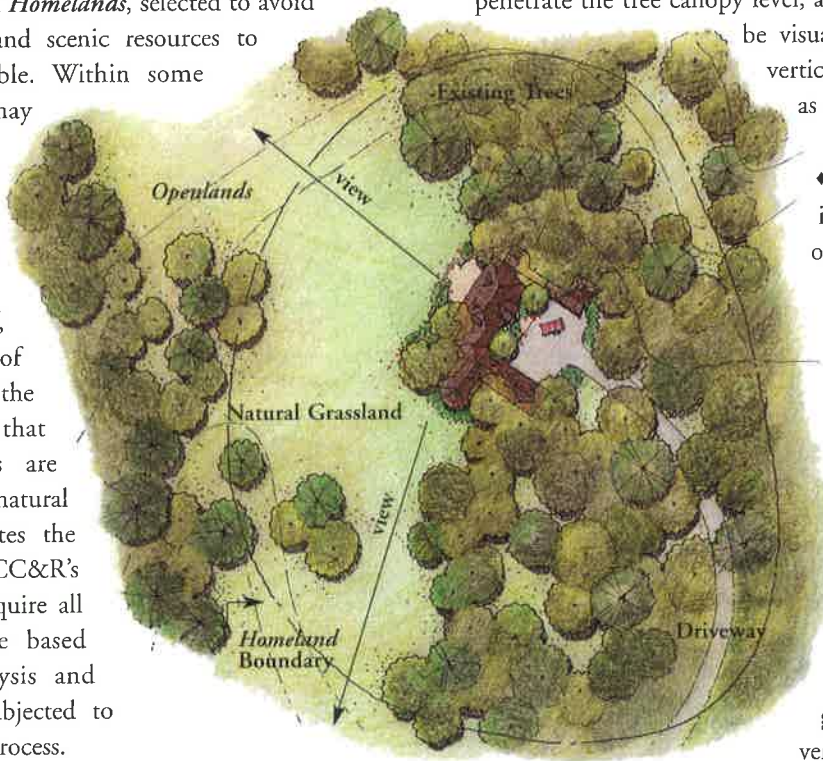 Homelands, selected to avoid
and scenic resources to
ble. Within some
of
the
that
are
natural
tes the
CC&R's
quire all
e based
ysis and
bjected to
rocess.
penetrate the tree canopy level, a
be visua
vertic
as
Existing Trees
Openlands
view
Natural Grassland
view
Homeland
Boundary
Driveway